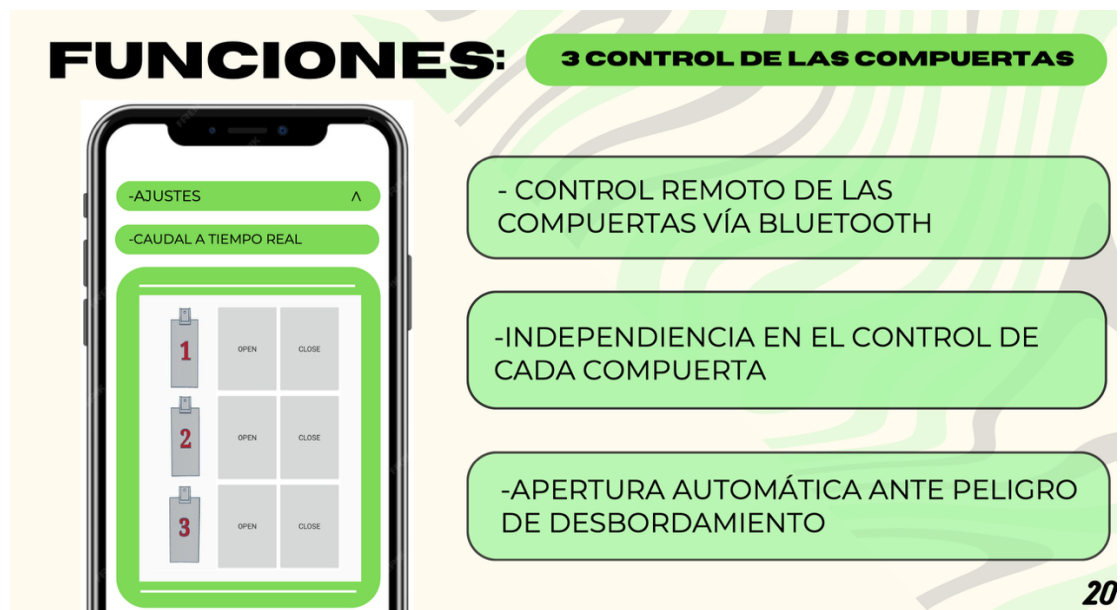 FUNCIONES:
3 CONTROL DE LAS COMPUERTAS
-AJUSTES ^
-CAUDAL A TIEMPO REAL
1 OPEN CLOSE
2 OPEN CLOSE
3 OPEN CLOSE
- CONTROL REMOTO DE LAS
COMPUERTAS VÍA BLUETOOTH
-INDEPENDIENCIA EN EL CONTROL DE
CADA COMPUERTA
-APERTURA AUTOMÁTICA ANTE PELIGRO
DE DESBORDAMIENTO
20